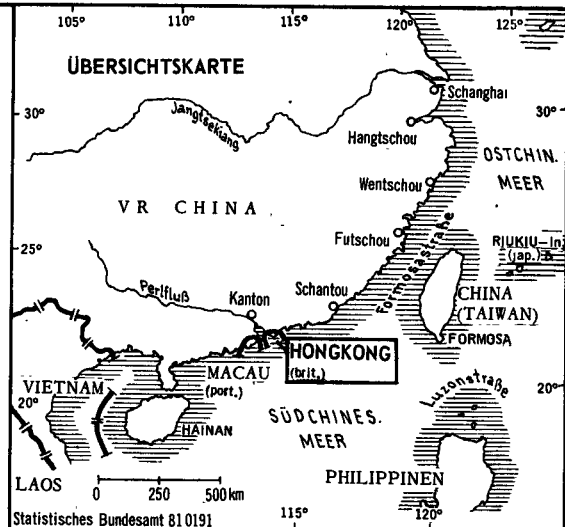 105° 110° 115° 120° 125°
ÜBERSICHTSKARTE
30° 30°
Jangtsekiang
Schanghai
Hangtschou
OSTCHIN.
MEER
Wentschou
VR CHINA
25°
Futschou
Formosastraße
RJUKIU-In.
(jap.)
Perlfluß
Kanton
Schantou
CHINA
(TAIWAN)
FORMOSA
HONGKONG
(brit.)
MACAU
(port.)
VIETNAM
20° 20°
HAINAN
Luzonstraße
SÜDCHINES.
MEER
PHILIPPINEN
LAOS
0 250 500 km
115° 120°
Statistisches Bundesamt 81 0191